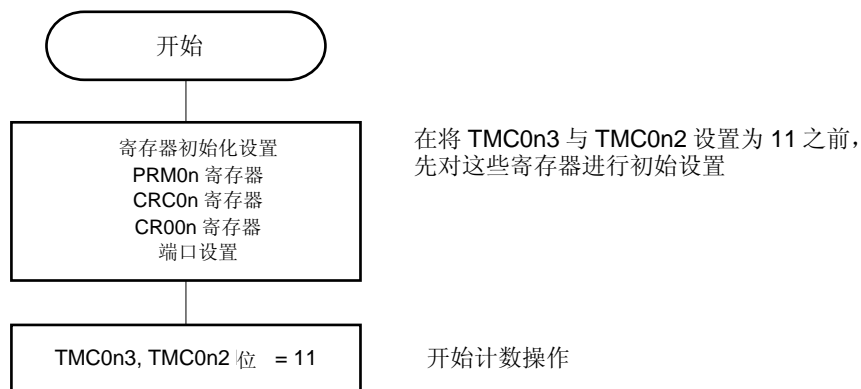 开始
寄存器初始化设置
PRM0n 寄存器
CRC0n 寄存器
CR00n 寄存器
端口设置
在将 TMC0n3 与 TMC0n2 设置为 11 之前，
先对这些寄存器进行初始设置
TMC0n3, TMC0n2 位 = 11
开始计数操作